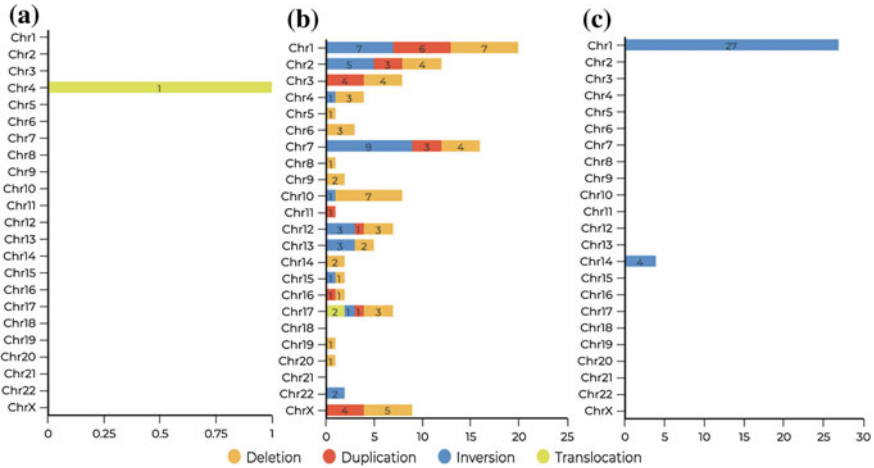 (a)
Chr1
Chr2
Chr3
Chr4 1
Chr5
Chr6
Chr7
Chr8
Chr9
Chr10
Chr11
Chr12
Chr13
Chr14
Chr15
Chr16
Chr17
Chr18
Chr19
Chr20
Chr21
Chr22
ChrX
0 0.25 0.5 0.75 1
(b)
Chr1 7 6 7
Chr2 5 3 4
Chr3 4 4
Chr4 1 3
Chr5 1
Chr6 3
Chr7 9 3 4
Chr8 1
Chr9 2
Chr10 1 7
Chr11 1
Chr12 3 1 3
Chr13 3 2
Chr14 2
Chr15 1 1
Chr16 1 1
Chr17 2 1 1 3
Chr18
Chr19 1
Chr20 1
Chr21
Chr22 2
ChrX 4 5
0 5 10 15 20 25
(c)
Chr1 27
Chr2
Chr3
Chr4
Chr5
Chr6
Chr7
Chr8
Chr9
Chr10
Chr11
Chr12
Chr13
Chr14 4
Chr15
Chr16
Chr17
Chr18
Chr19
Chr20
Chr21
Chr22
ChrX
0 5 10 15 20 25 30
Deletion Duplication Inversion Translocation